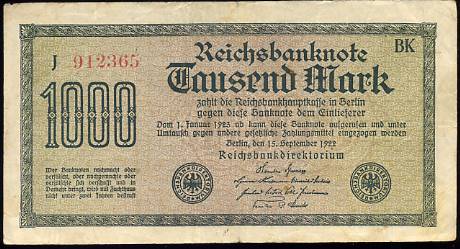 J 912365
Reichsbanknote
BK
Tausend Mark
1000
zahlt die Reichsbankhauptkasse in Berlin
gegen diese Banknote dem Einlieferer
Vom 1. Januar 1923 ab kann diese Banknote aufgerufen und unter
Umtausch gegen andere gesetzliche Zahlungsmittel eingezogen werden
Berlin, den 15. September 1922
Reichsbankdirektorium
Wer Banknoten nachmacht oder
verfälscht, oder nachgemachte oder
verfälschte sich verschafft und in
Verkehr bringt, wird mit Zuchthaus
nicht unter zwei Jahren bestraft